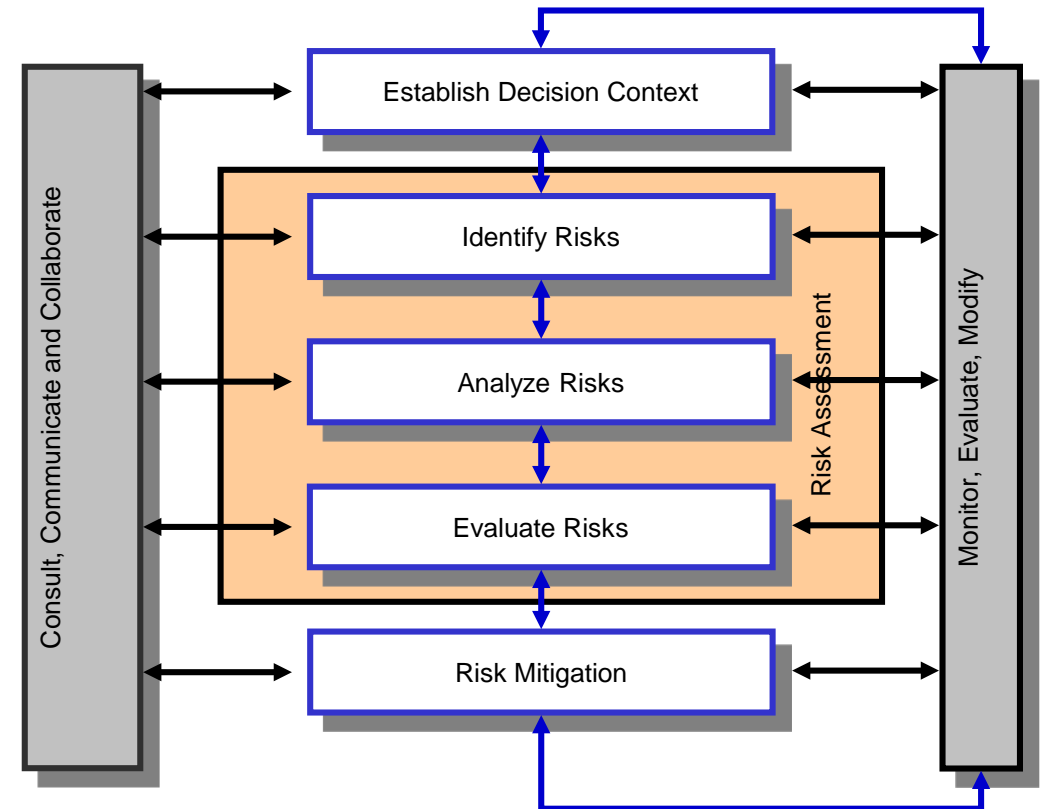 Establish Decision Context
Identify Risks
Analyze Risks
Evaluate Risks
Risk Mitigation
Risk Assessment
Consult, Communicate and Collaborate
Monitor, Evaluate, Modify